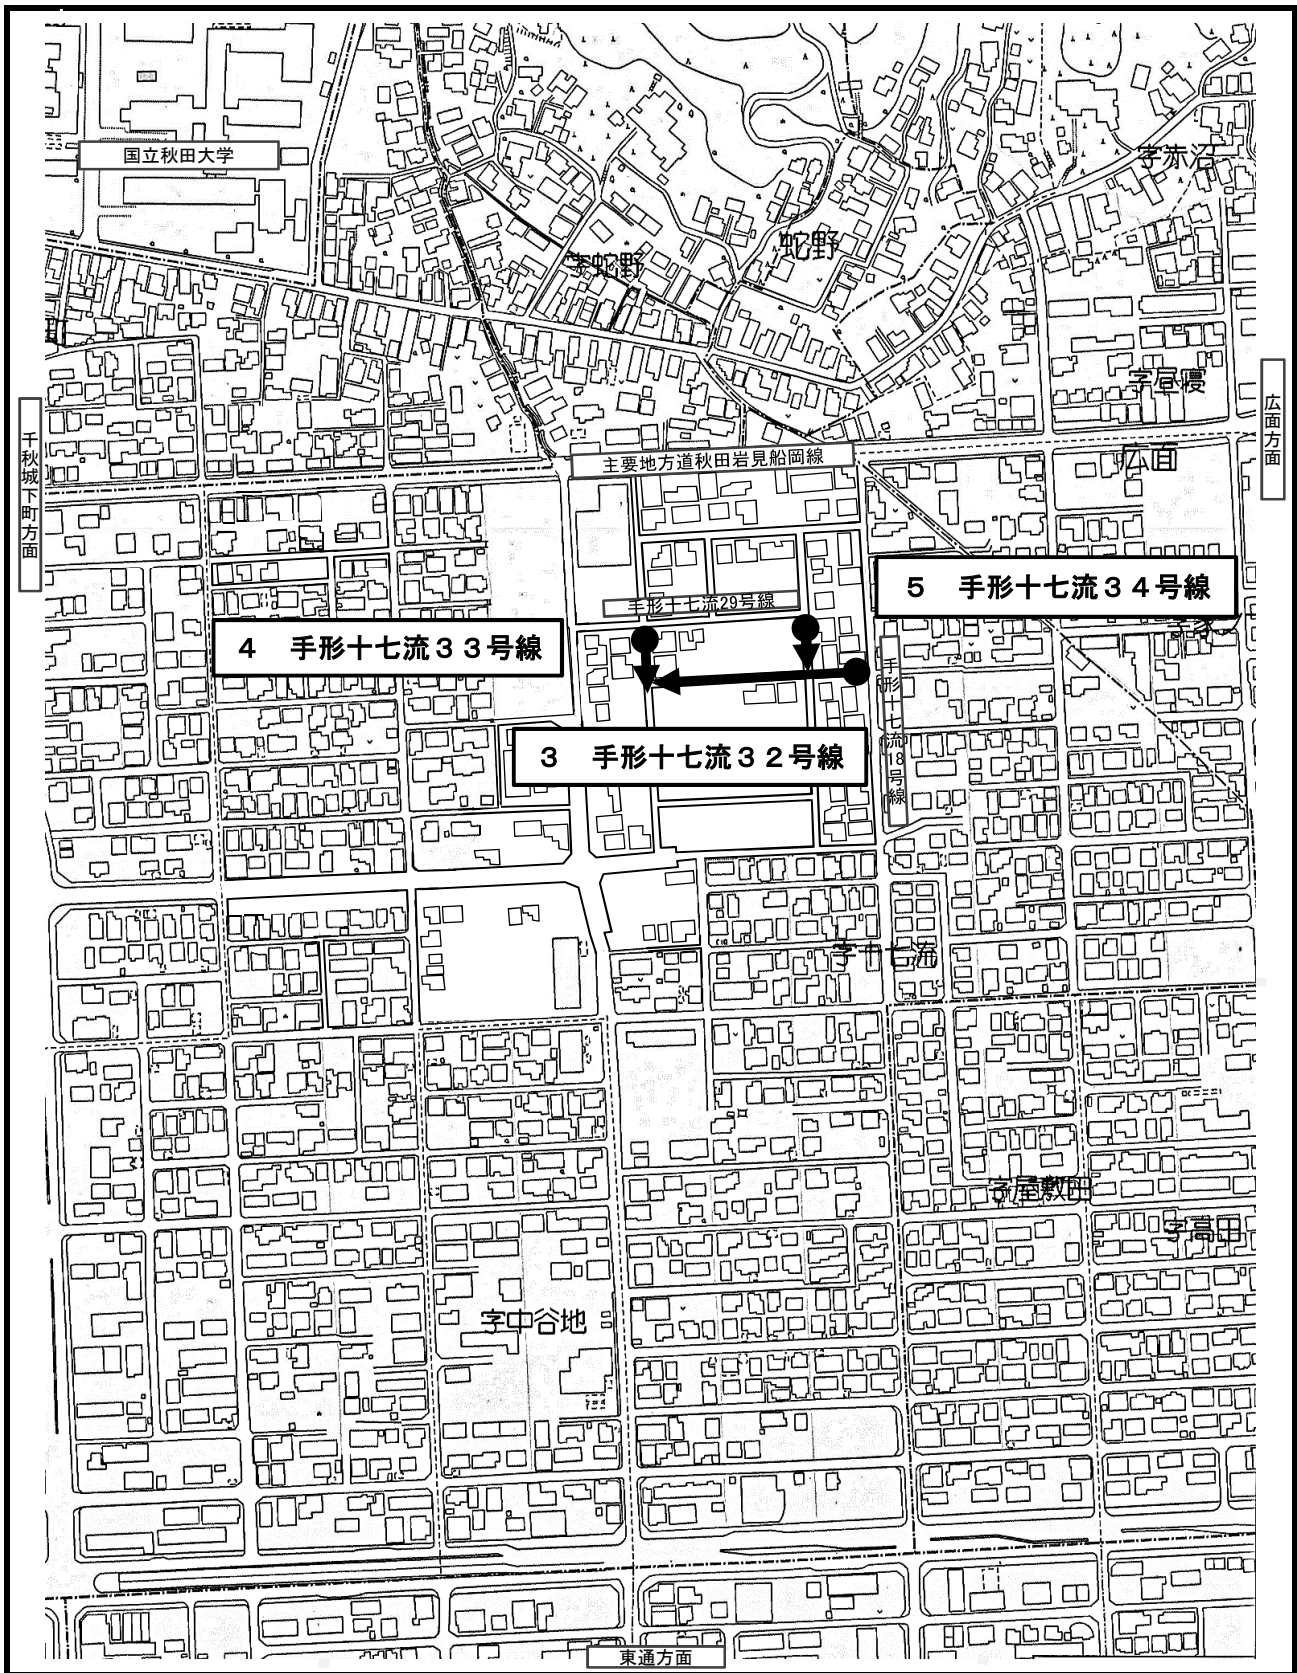 国立秋田大学
字赤沼
蛇野
字蛇野
字昼寝
広面方面
千秋城下町方面
主要地方道秋田岩見船岡線
広面
5 手形十七流34号線
手形十七流29号線
4 手形十七流33号線
手形十七流18号線
3 手形十七流32号線
字十七流
字屋敷田
字高田
字中谷地
東通方面